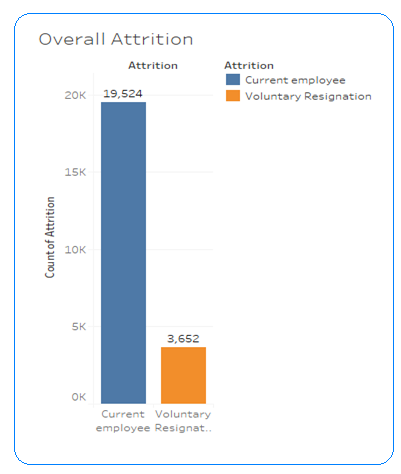 Overall Attrition
Attrition
Attrition
Current employee
Voluntary Resignation
20K
15K
10K
5K
0K
Count of Attrition
19,524
3,652
Current
employee
Voluntary
Resignat..